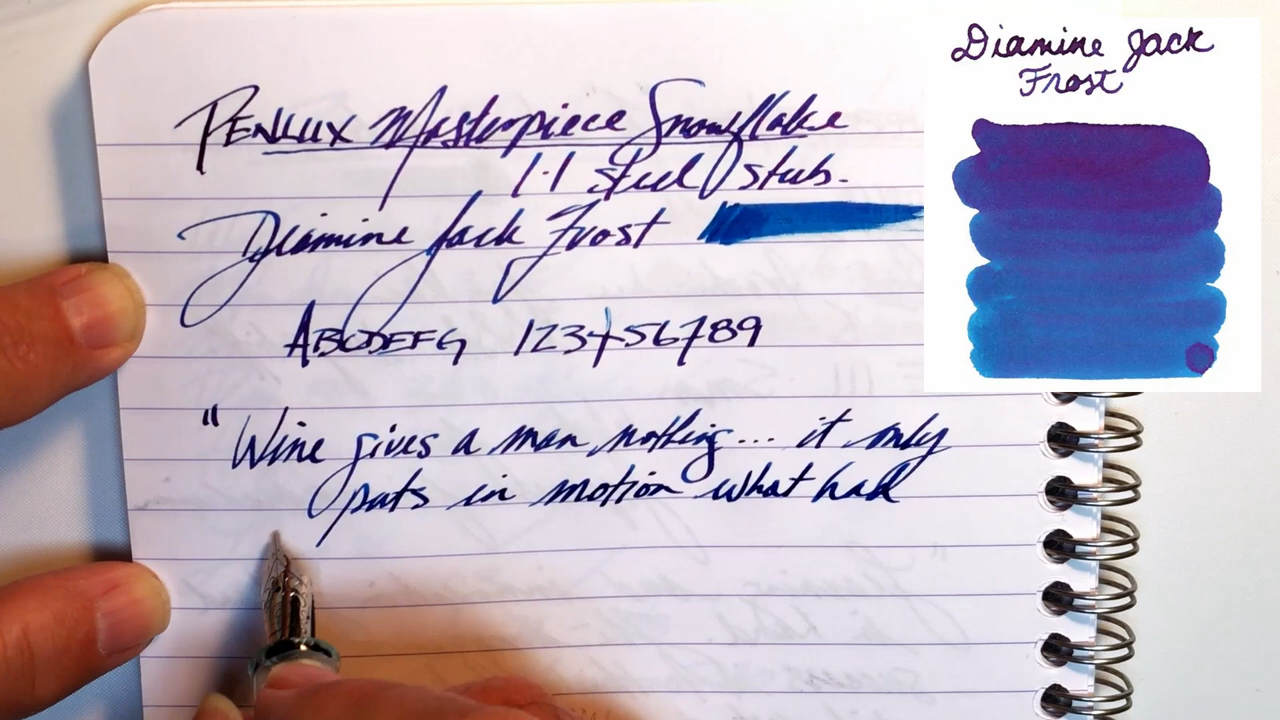 PENLUX Masterpiece Snowflake
1.1 steel stub.
Diamine Jack Frost
ABCDEFG 123456789
"Wine gives a man nothing... it only
puts in motion what had
Diamine Jack
Frost